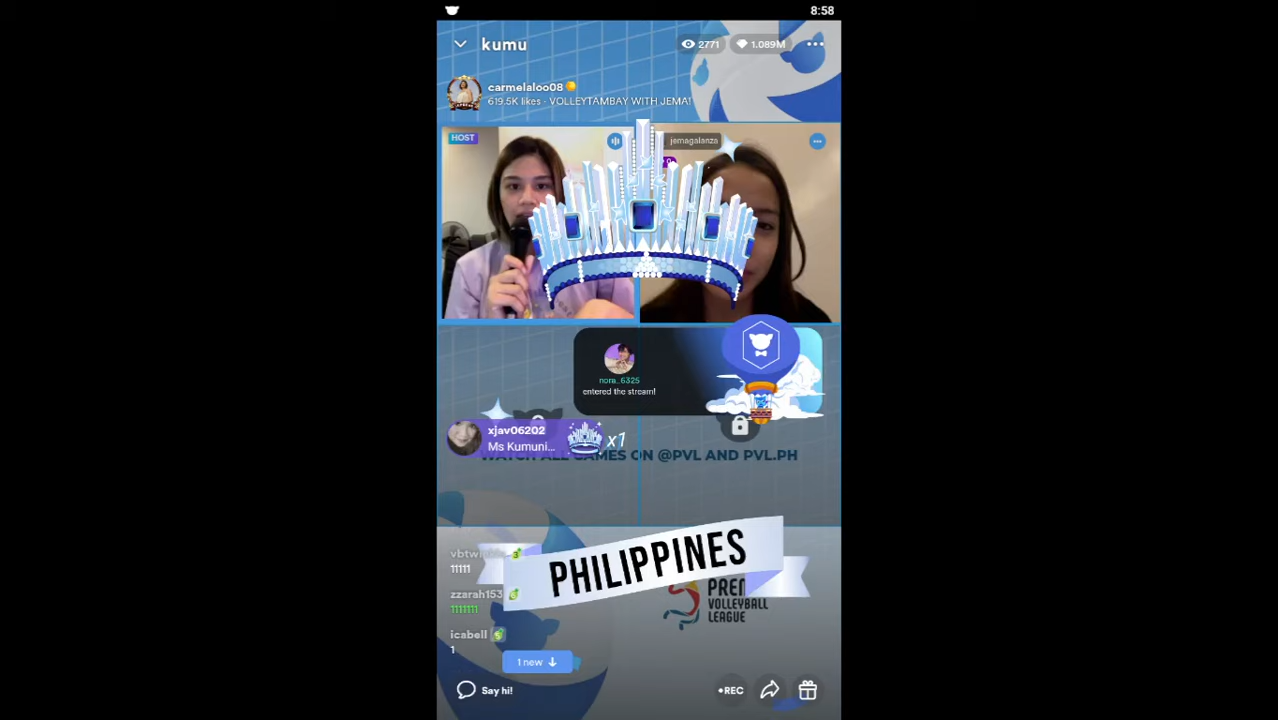 8:58
kumu
2771
1.089M
carmelaloo08
619.5K likes · VOLLEYTAMBAY WITH JEMA!
HOST
jemagalanza
nora_6325
entered the stream!
xjav06202
Ms Kumuni...
x1
GAMES ON @PVL AND PVL.PH
PHILIPPINES
VOLLEYBALL
LEAGUE
11111
zzarah153
1111111
icabell
1
1 new
Say hi!
•REC